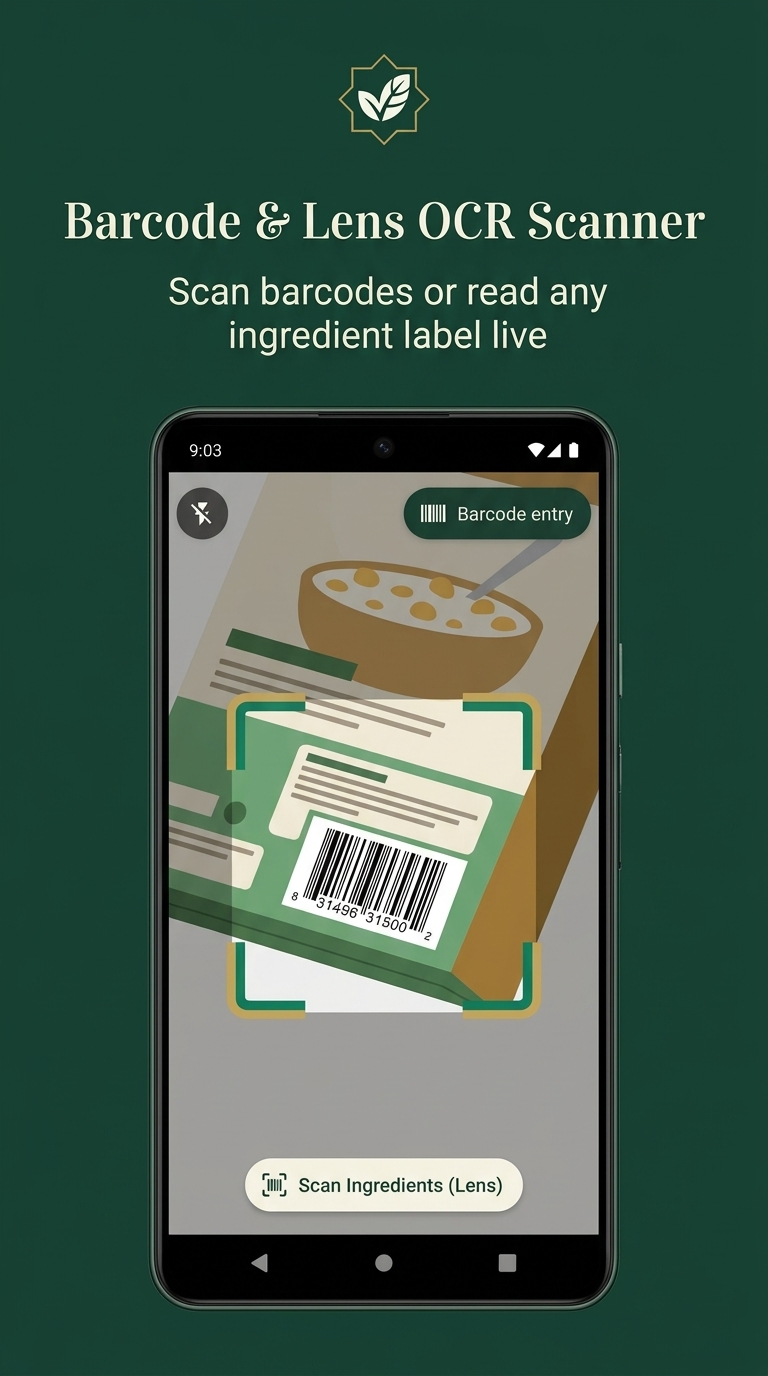 Barcode & Lens OCR Scanner
Scan barcodes or read any
ingredient label live
9:03
Barcode entry
8 31496 31500 2
Scan Ingredients (Lens)